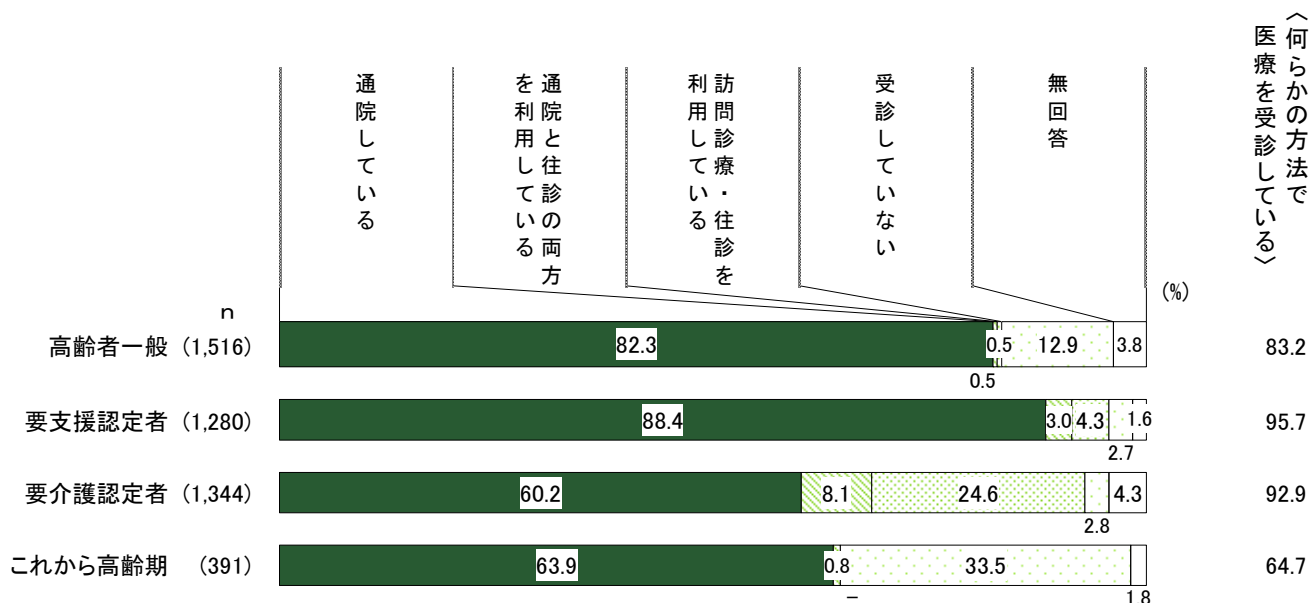 〈何らかの方法で
医療を受診している〉
通院している
通院と往診の両方
を利用している
訪問診療・往診を
利用している
受診していない
無回答
(%)
n
高齢者一般 (1,516) 82.3 0.5 12.9 3.8 83.2
0.5
要支援認定者 (1,280) 88.4 3.0 4.3 1.6 95.7
2.7
要介護認定者 (1,344) 60.2 8.1 24.6 4.3 92.9
2.8
これから高齢期 (391) 63.9 0.8 33.5 64.7
− 1.8